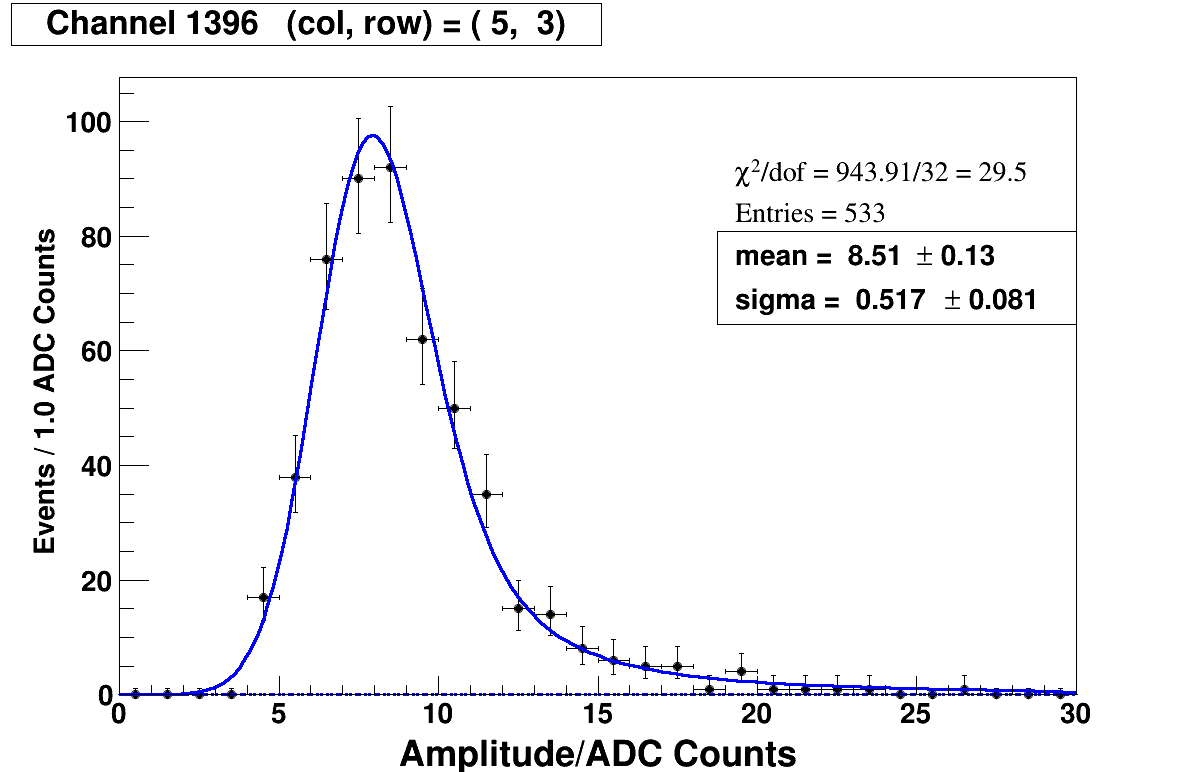 Channel 1396 (col, row) = ( 5, 3)
χ²/dof = 943.91/32 = 29.5
Entries = 533
mean = 8.51 ± 0.13
sigma = 0.517 ± 0.081
Events / 1.0 ADC Counts
100
80
60
40
20
0
0 5 10 15 20 25 30
Amplitude/ADC Counts